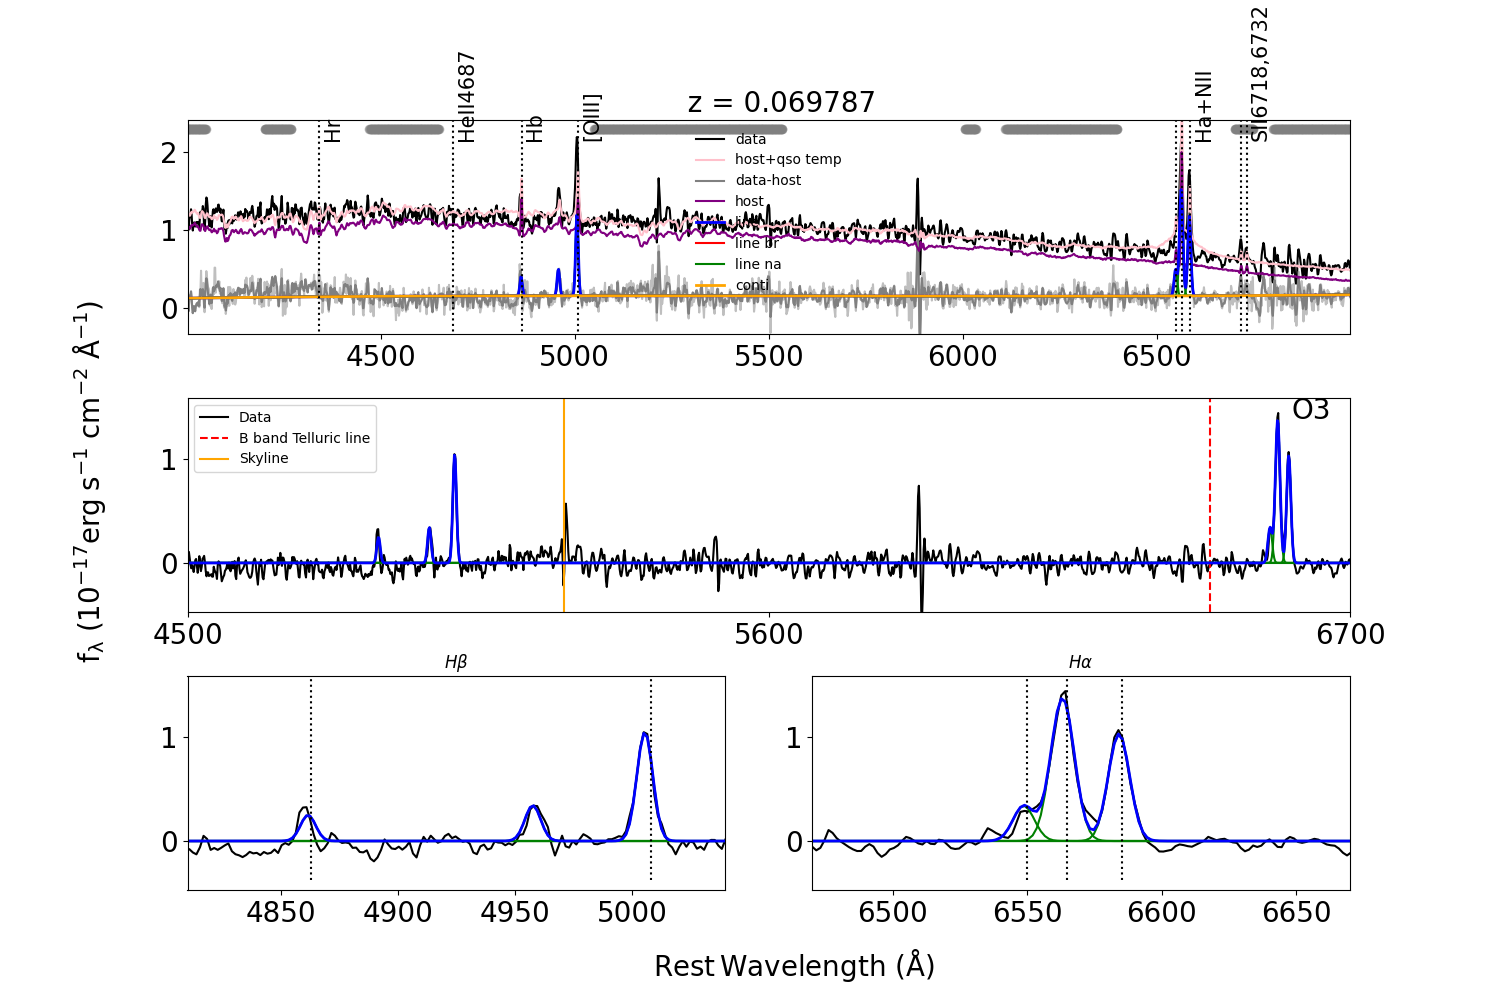 z = 0.069787
Hr
HeII4687
Hb
[OIII]
Ha+NII
SII6718,6732
data
host+qso temp
data-host
host
line br
line na
conti
2
1
0
4500 5000 5500 6000 6500
Data
B band Telluric line
Skyline
O3
1
0
4500 5600 6700
fλ (10⁻¹⁷erg s⁻¹ cm⁻² Å⁻¹)
Hβ
1
0
4850 4900 4950 5000
Hα
1
0
6500 6550 6600 6650
Rest Wavelength (Å)